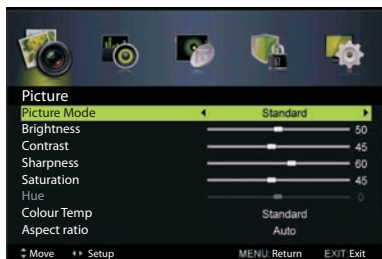 Picture
Picture Mode Standard
Brightness 50
Contrast 45
Sharpness 60
Saturation 45
Hue 0
Colour Temp Standard
Aspect ratio Auto
Move Setup MENU: Return EXIT:Exit